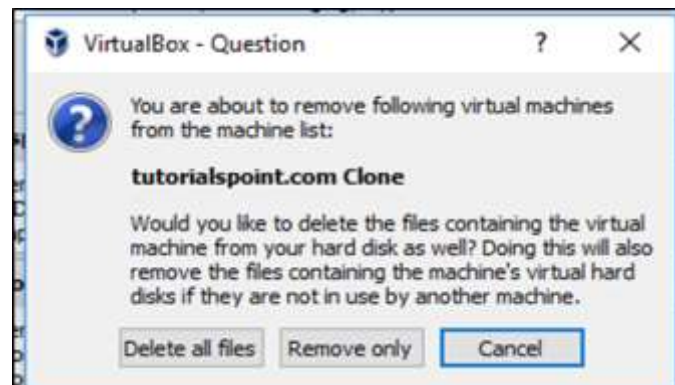 VirtualBox - Question
You are about to remove following virtual machines
from the machine list:
tutorialspoint.com Clone
Would you like to delete the files containing the virtual
machine from your hard disk as well? Doing this will also
remove the files containing the machine's virtual hard
disks if they are not in use by another machine.
Delete all files Remove only Cancel